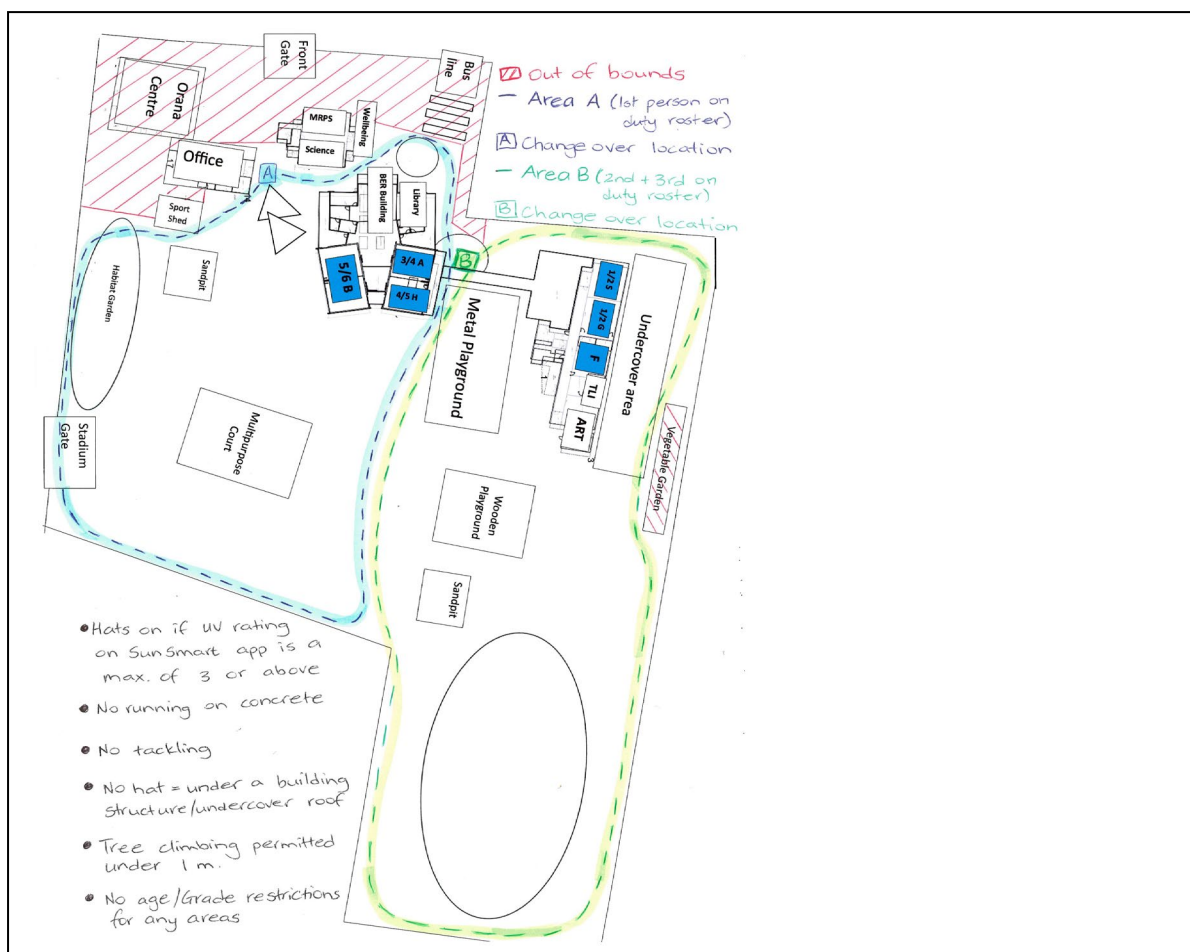 Front
Gate
Bus
line
Orana
Centre
MRPS
Science
Wellbeing
Office
17
A
BER Building
Library
Sport
Shed
Habitat Garden
Sandpit
5/6 B
3/4 A
4/5 H
B
Metal Playground
1/2 S
1/2 G
F
TLI
ART
3
Undercover area
Vegetable Garden
Multipurpose
Court
Stadium
Gate
Wooden
Playground
Sandpit
Out of bounds
Area A (1st person on
duty roster)
A Change over location
Area B (2nd + 3rd on
duty roster)
B Change over location
• Hats on if UV rating
on SunSmart app is a
max. of 3 or above
• No running on concrete
• No tackling
• No hat = under a building
structure/undercover roof
• Tree climbing permitted
under 1 m.
• No age/Grade restrictions
for any areas